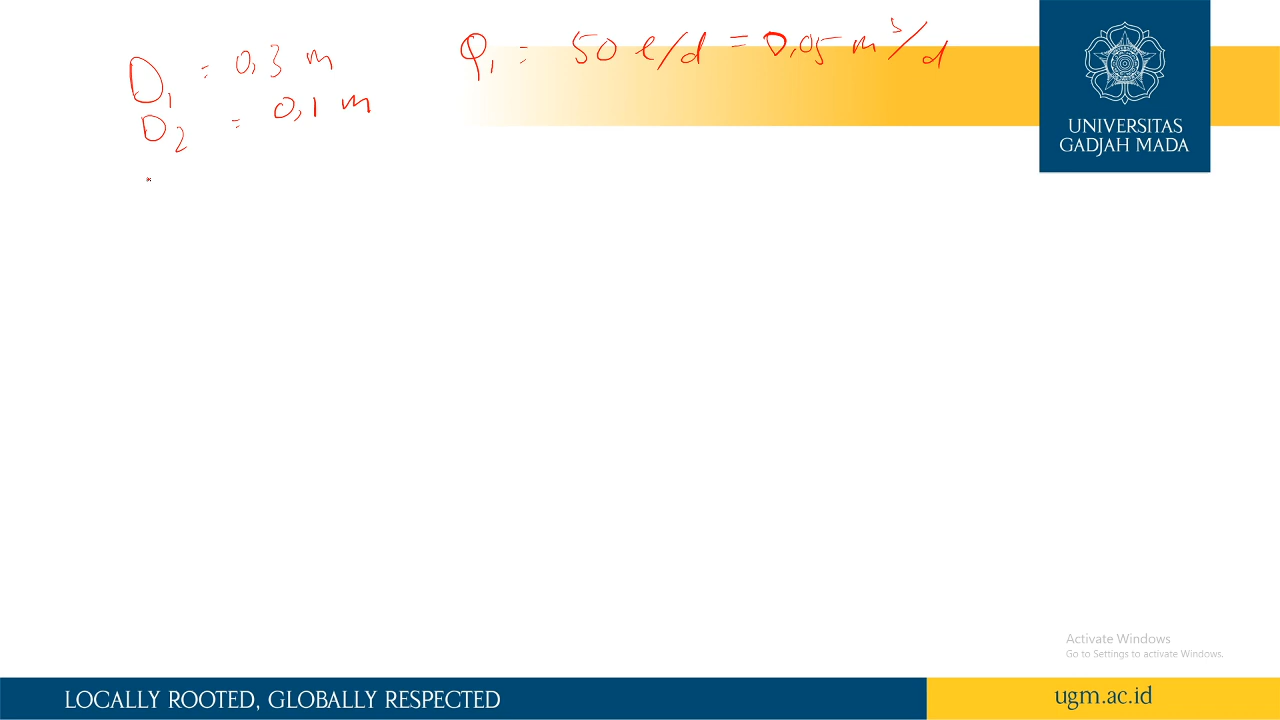 D₁ = 0,3 m
Q₁ = 50 l/d = 0,05 m³/d
D₂ = 0,1 m
UNIVERSITAS
GADJAH MADA
Activate Windows
Go to Settings to activate Windows.
LOCALLY ROOTED, GLOBALLY RESPECTED
ugm.ac.id